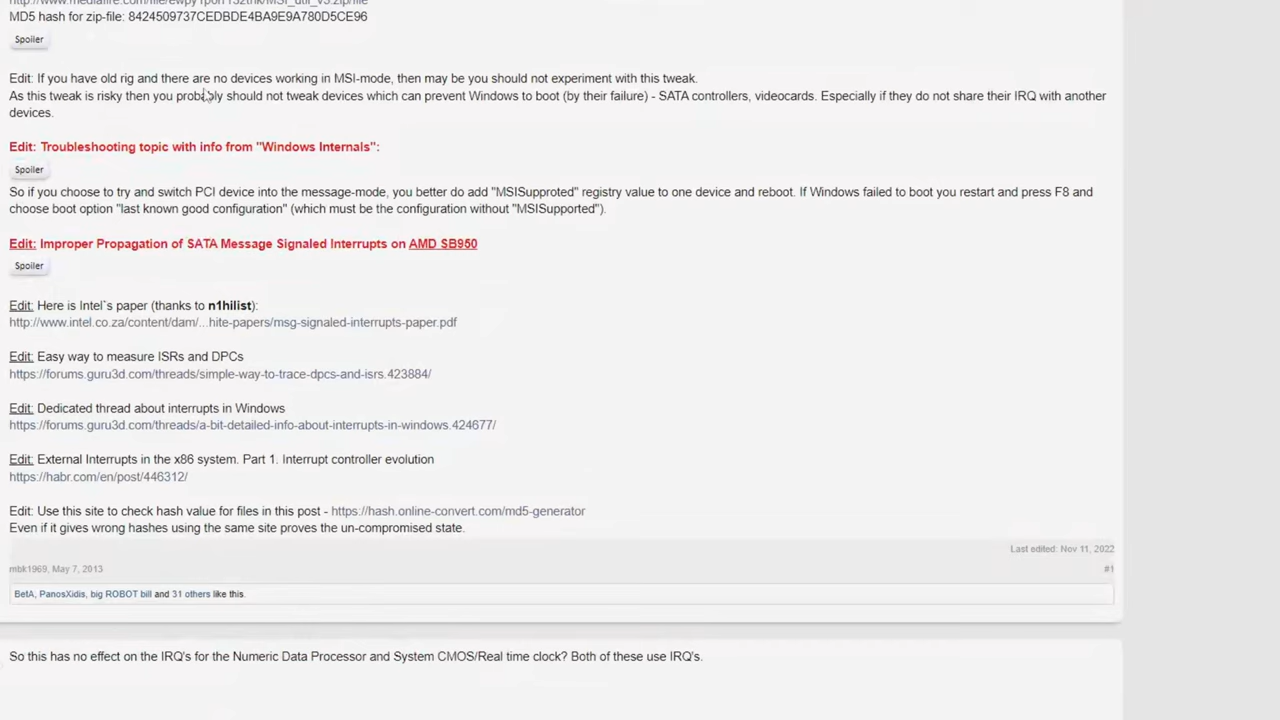 http://www.mediafire.com/file/ewpy1pori132thk/MSI_util_v3.zip/file
MD5 hash for zip-file: 8424509737CEDBDE4BA9E9A780D5CE96
Spoiler
Edit: If you have old rig and there are no devices working in MSI-mode, then may be you should not experiment with this tweak.
As this tweak is risky then you probably should not tweak devices which can prevent Windows to boot (by their failure) - SATA controllers, videocards. Especially if they do not share their IRQ with another
devices.
Edit: Troubleshooting topic with info from "Windows Internals":
Spoiler
So if you choose to try and switch PCI device into the message-mode, you better do add "MSISupproted" registry value to one device and reboot. If Windows failed to boot you restart and press F8 and
choose boot option "last known good configuration" (which must be the configuration without "MSISupported").
Edit: Improper Propagation of SATA Message Signaled Interrupts on AMD SB950
Spoiler
Edit: Here is Intel`s paper (thanks to n1hilist):
http://www.intel.co.za/content/dam/...hite-papers/msg-signaled-interrupts-paper.pdf
Edit: Easy way to measure ISRs and DPCs
https://forums.guru3d.com/threads/simple-way-to-trace-dpcs-and-isrs.423884/
Edit: Dedicated thread about interrupts in Windows
https://forums.guru3d.com/threads/a-bit-detailed-info-about-interrupts-in-windows.424677/
Edit: External Interrupts in the x86 system. Part 1. Interrupt controller evolution
https://habr.com/en/post/446312/
Edit: Use this site to check hash value for files in this post - https://hash.online-convert.com/md5-generator
Even if it gives wrong hashes using the same site proves the un-compromised state.
Last edited: Nov 11, 2022
mbk1969, May 7, 2013 #1
BetA, PanosXidis, big ROBOT bill and 31 others like this.
So this has no effect on the IRQ's for the Numeric Data Processor and System CMOS/Real time clock? Both of these use IRQ's.